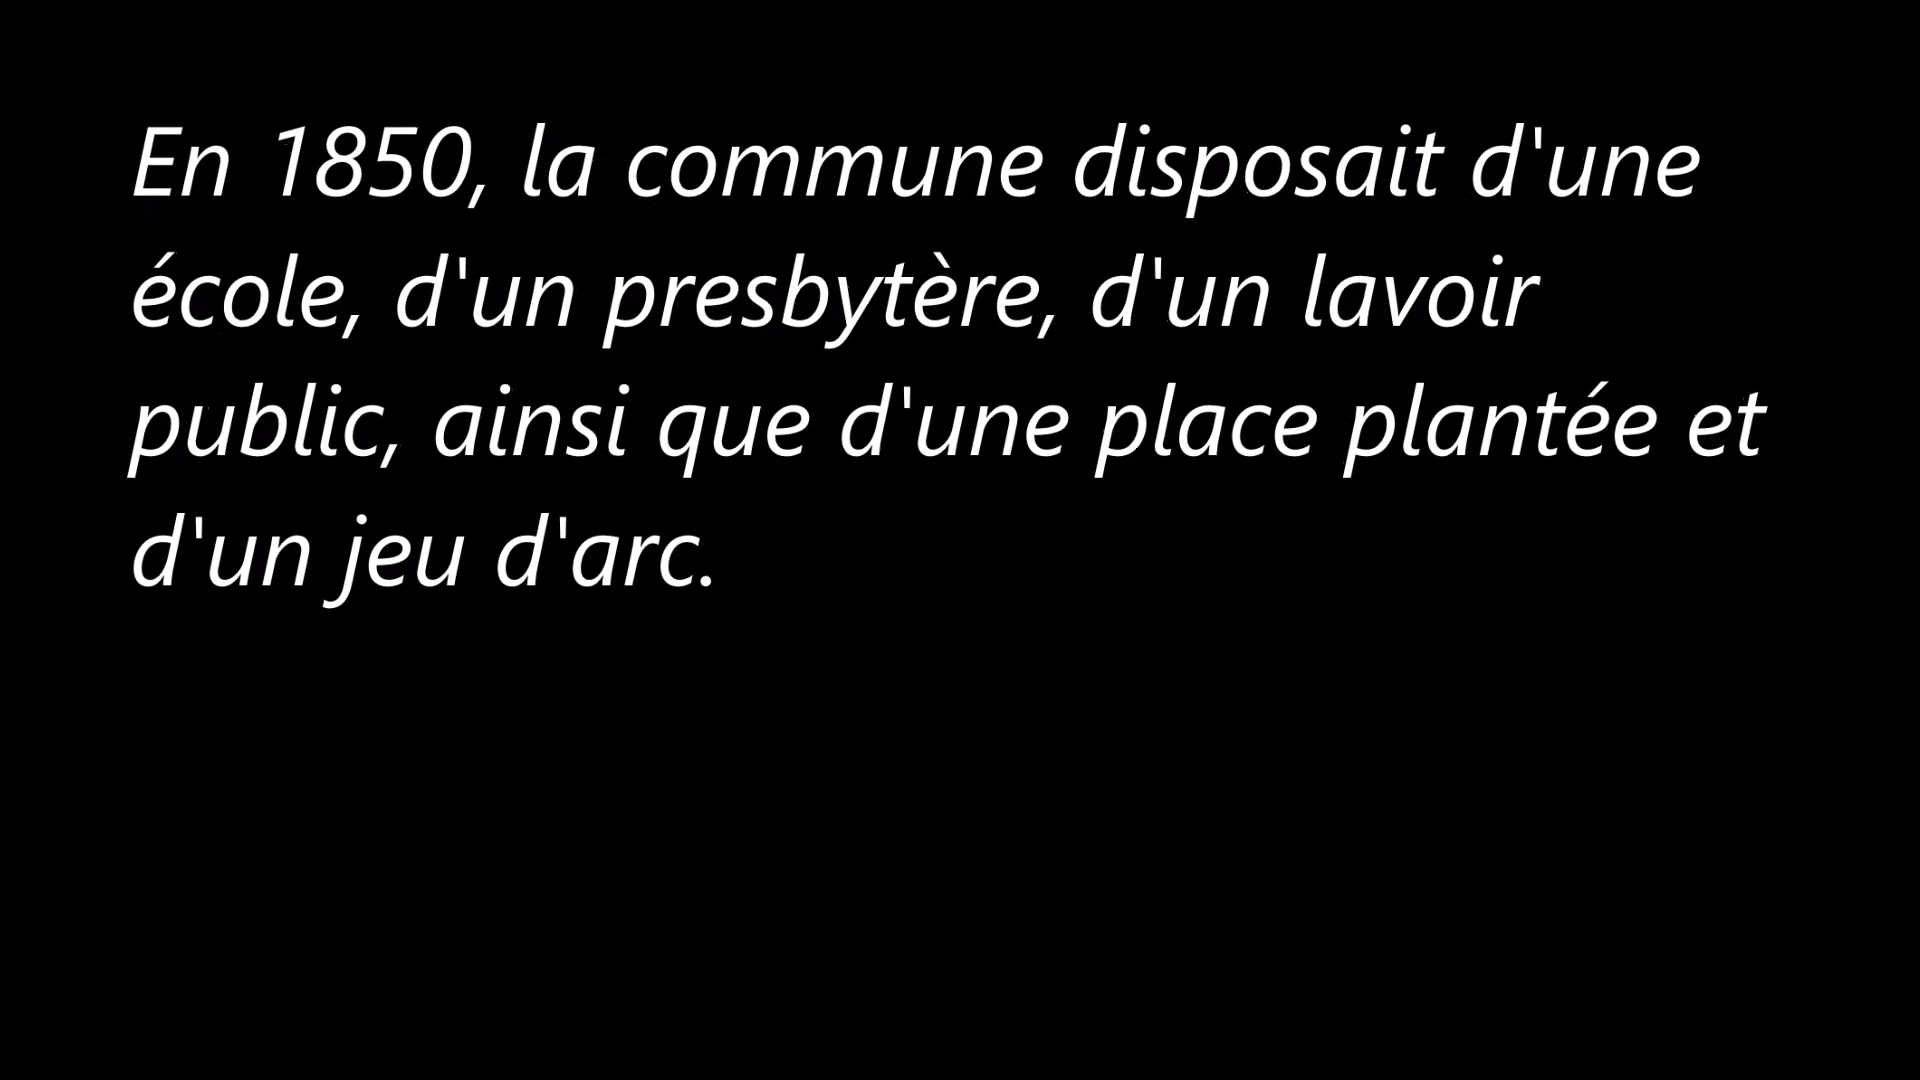 En 1850, la commune disposait d'une
école, d'un presbytère, d'un lavoir
public, ainsi que d'une place plantée et
d'un jeu d'arc.